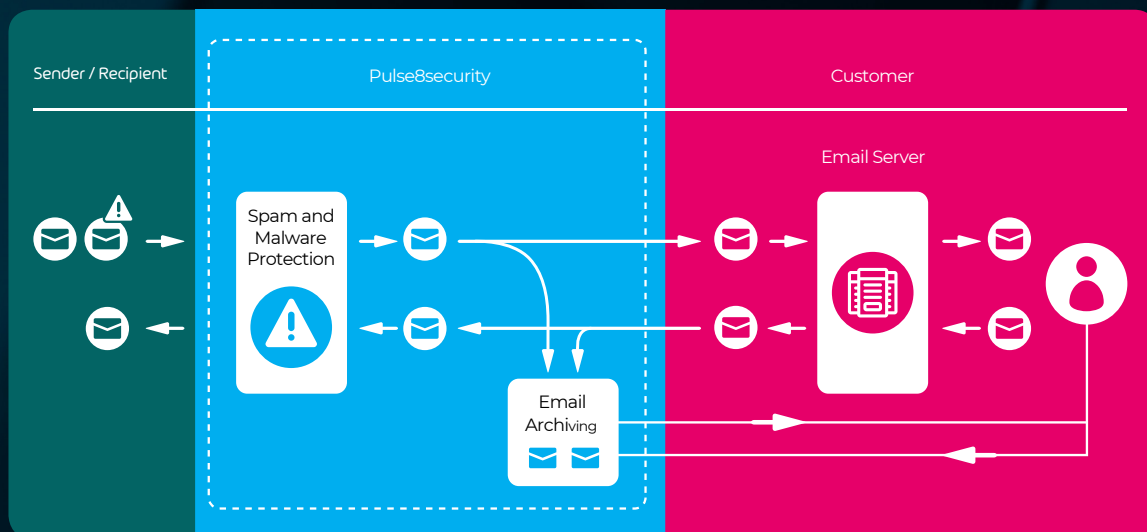 Sender / Recipient
Pulse8security
Customer
Email Server
Spam and
Malware
Protection
Email
Archiving